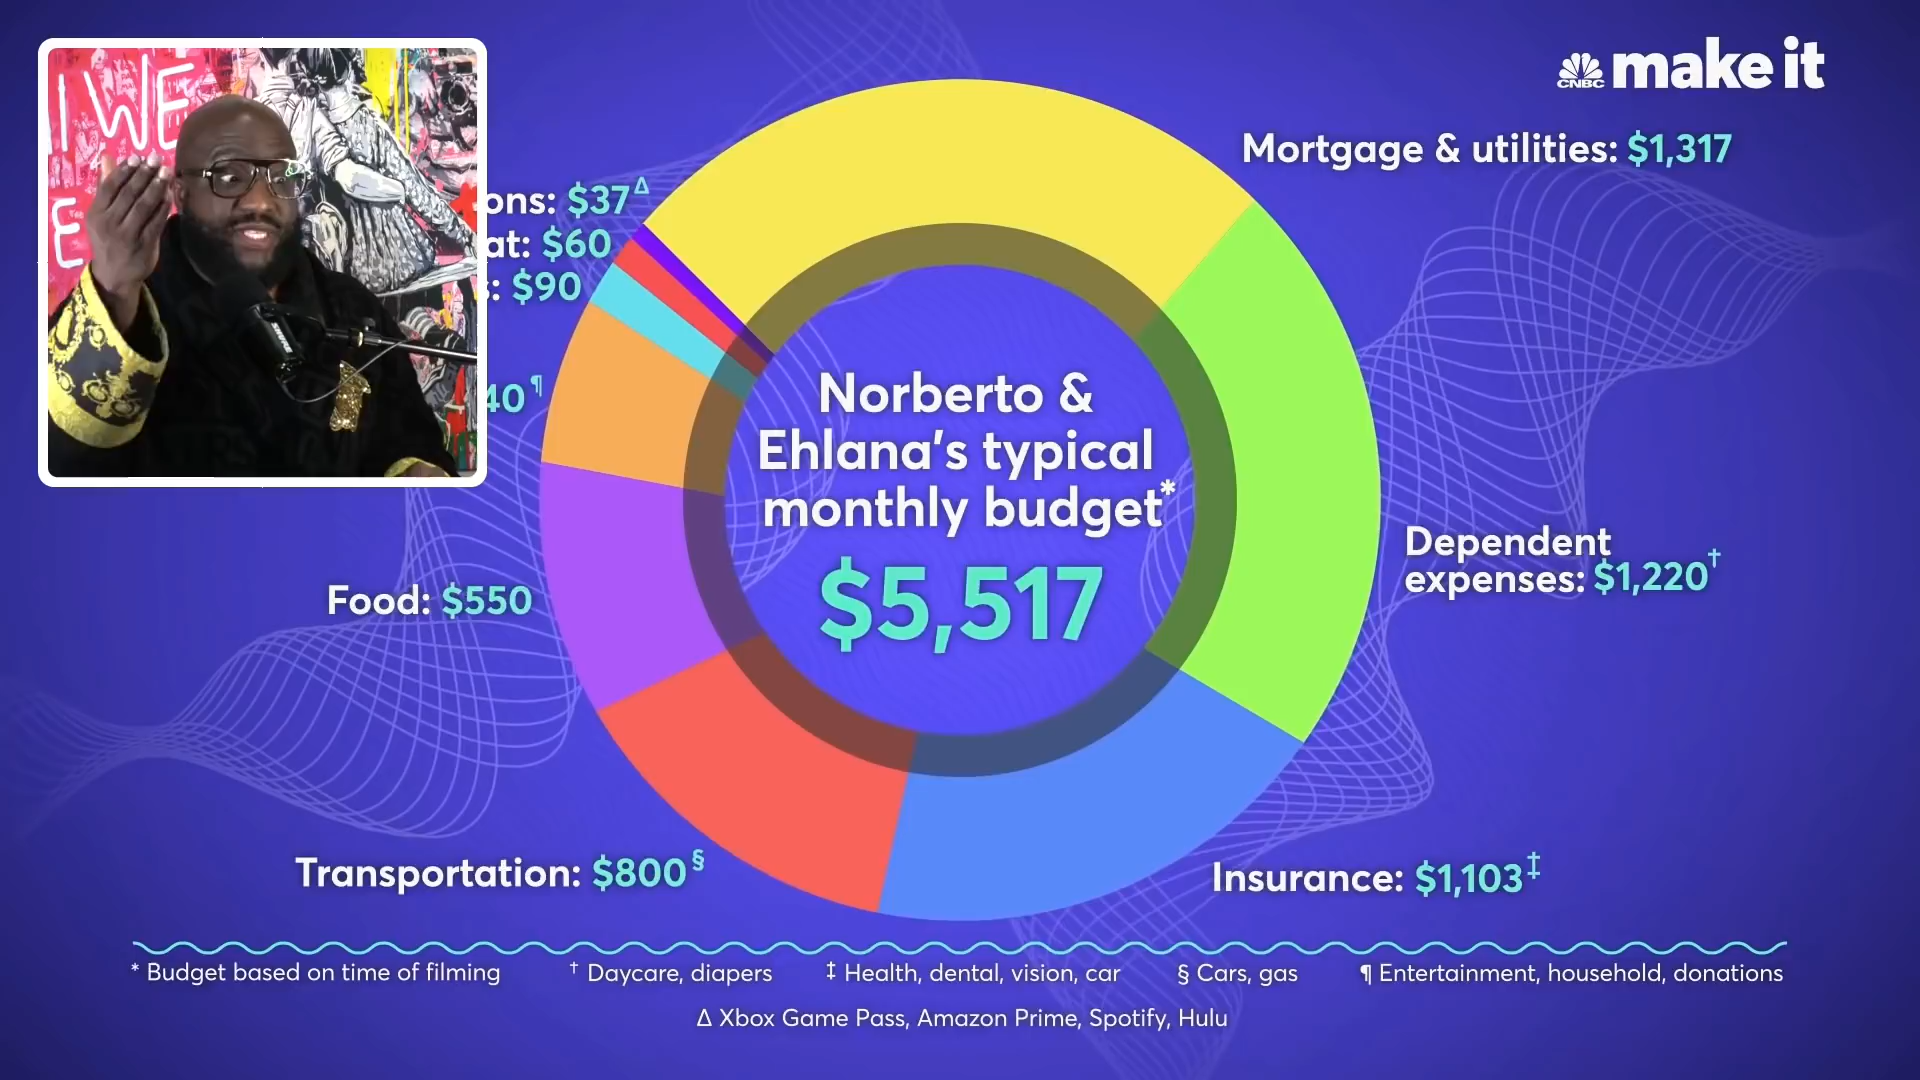 I WE
E
CNBC make it
Mortgage & utilities: $1,317
ons: $37Δ
at: $60
s: $90
40¶
Norberto &
Ehlana's typical
monthly budget*
$5,517
Dependent
expenses: $1,220†
Food: $550
Transportation: $800§
Insurance: $1,103‡
* Budget based on time of filming
† Daycare, diapers
‡ Health, dental, vision, car
§ Cars, gas
¶ Entertainment, household, donations
Δ Xbox Game Pass, Amazon Prime, Spotify, Hulu